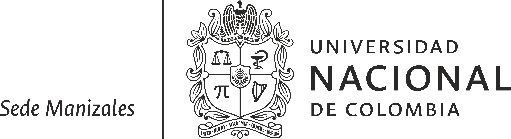 Sede Manizales
UNIVERSIDAD
NACIONAL
DE COLOMBIA
π